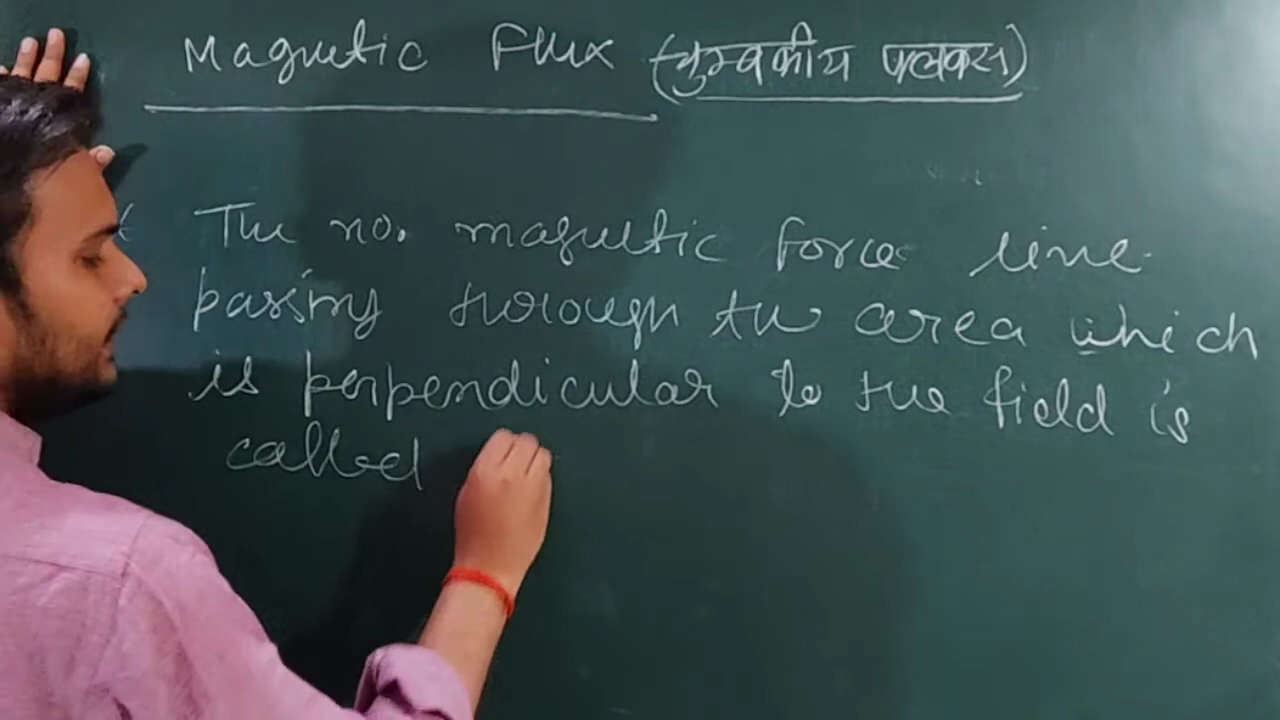 Magnetic Flux (चुम्बकीय फ्लक्स)
The no. magnetic force line
passing through the area which
is perpendicular to the field is
called